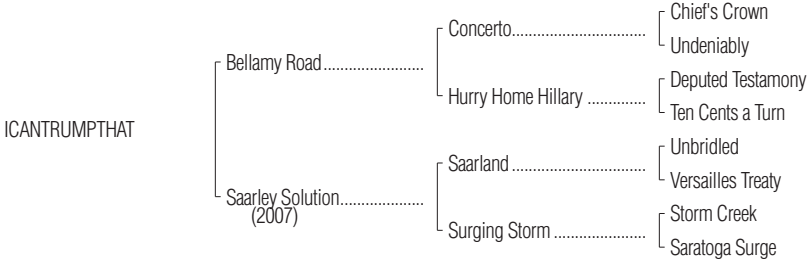 Chief's Crown
Concerto..............................
Undeniably
Bellamy Road......................
Deputed Testamony
Hurry Home Hillary .............
Ten Cents a Turn
ICANTRUMPTHAT
Unbridled
Saarland..............................
Versailles Treaty
Saarley Solution..................
(2007)
Storm Creek
Surging Storm ....................
Saratoga Surge